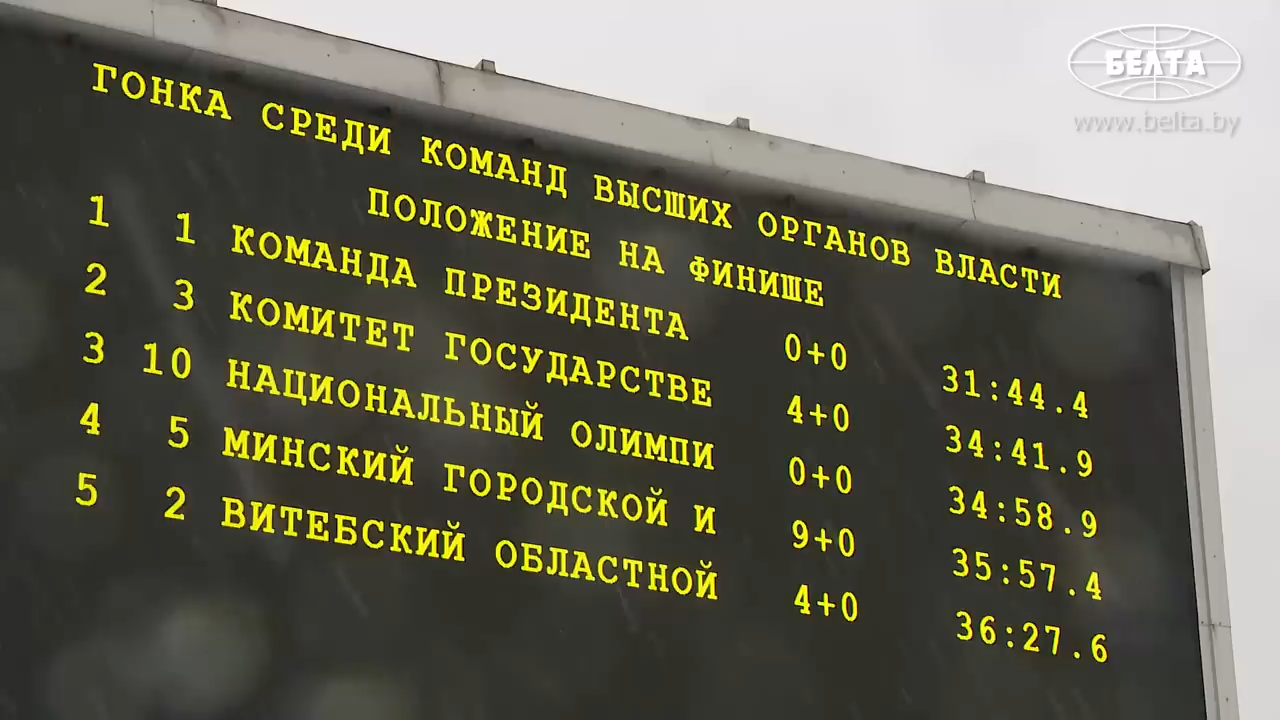 БЕЛТА
www.belta.by
ГОНКА СРЕДИ КОМАНД ВЫСШИХ ОРГАНОВ ВЛАСТИ
ПОЛОЖЕНИЕ НА ФИНИШЕ
1 1 КОМАНДА ПРЕЗИДЕНТА 0+0 31:44.4
2 3 КОМИТЕТ ГОСУДАРСТВЕ 4+0 34:41.9
3 10 НАЦИОНАЛЬНЫЙ ОЛИМПИ 0+0 34:58.9
4 5 МИНСКИЙ ГОРОДСКОЙ И 9+0 35:57.4
5 2 ВИТЕБСКИЙ ОБЛАСТНОЙ 4+0 36:27.6